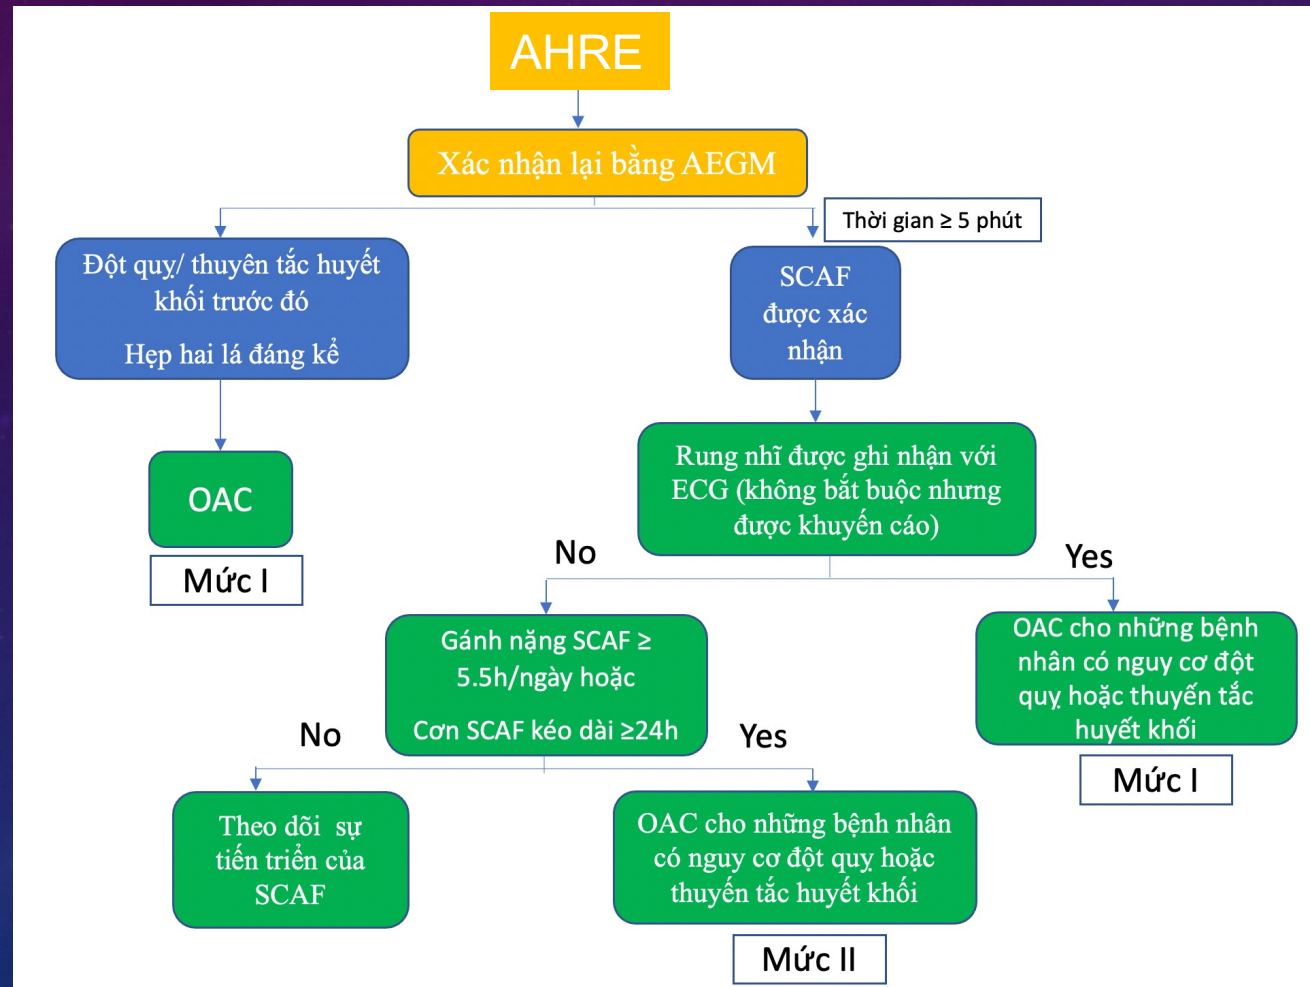 AHRE
Xác nhận lại bằng AEGM
Thời gian ≥ 5 phút
Đột quỵ/ thuyên tắc huyết
khối trước đó
Hẹp hai lá đáng kể
SCAF
được xác
nhận
OAC
Mức I
Rung nhĩ được ghi nhận với
ECG (không bắt buộc nhưng
được khuyến cáo)
No
Yes
Gánh nặng SCAF ≥
5.5h/ngày hoặc
Cơn SCAF kéo dài ≥24h
OAC cho những bệnh
nhân có nguy cơ đột
quỵ hoặc thuyến tắc
huyết khối
Mức I
No
Yes
Theo dõi sự
tiến triển của
SCAF
OAC cho những bệnh nhân
có nguy cơ đột quỵ hoặc
thuyến tắc huyết khối
Mức II